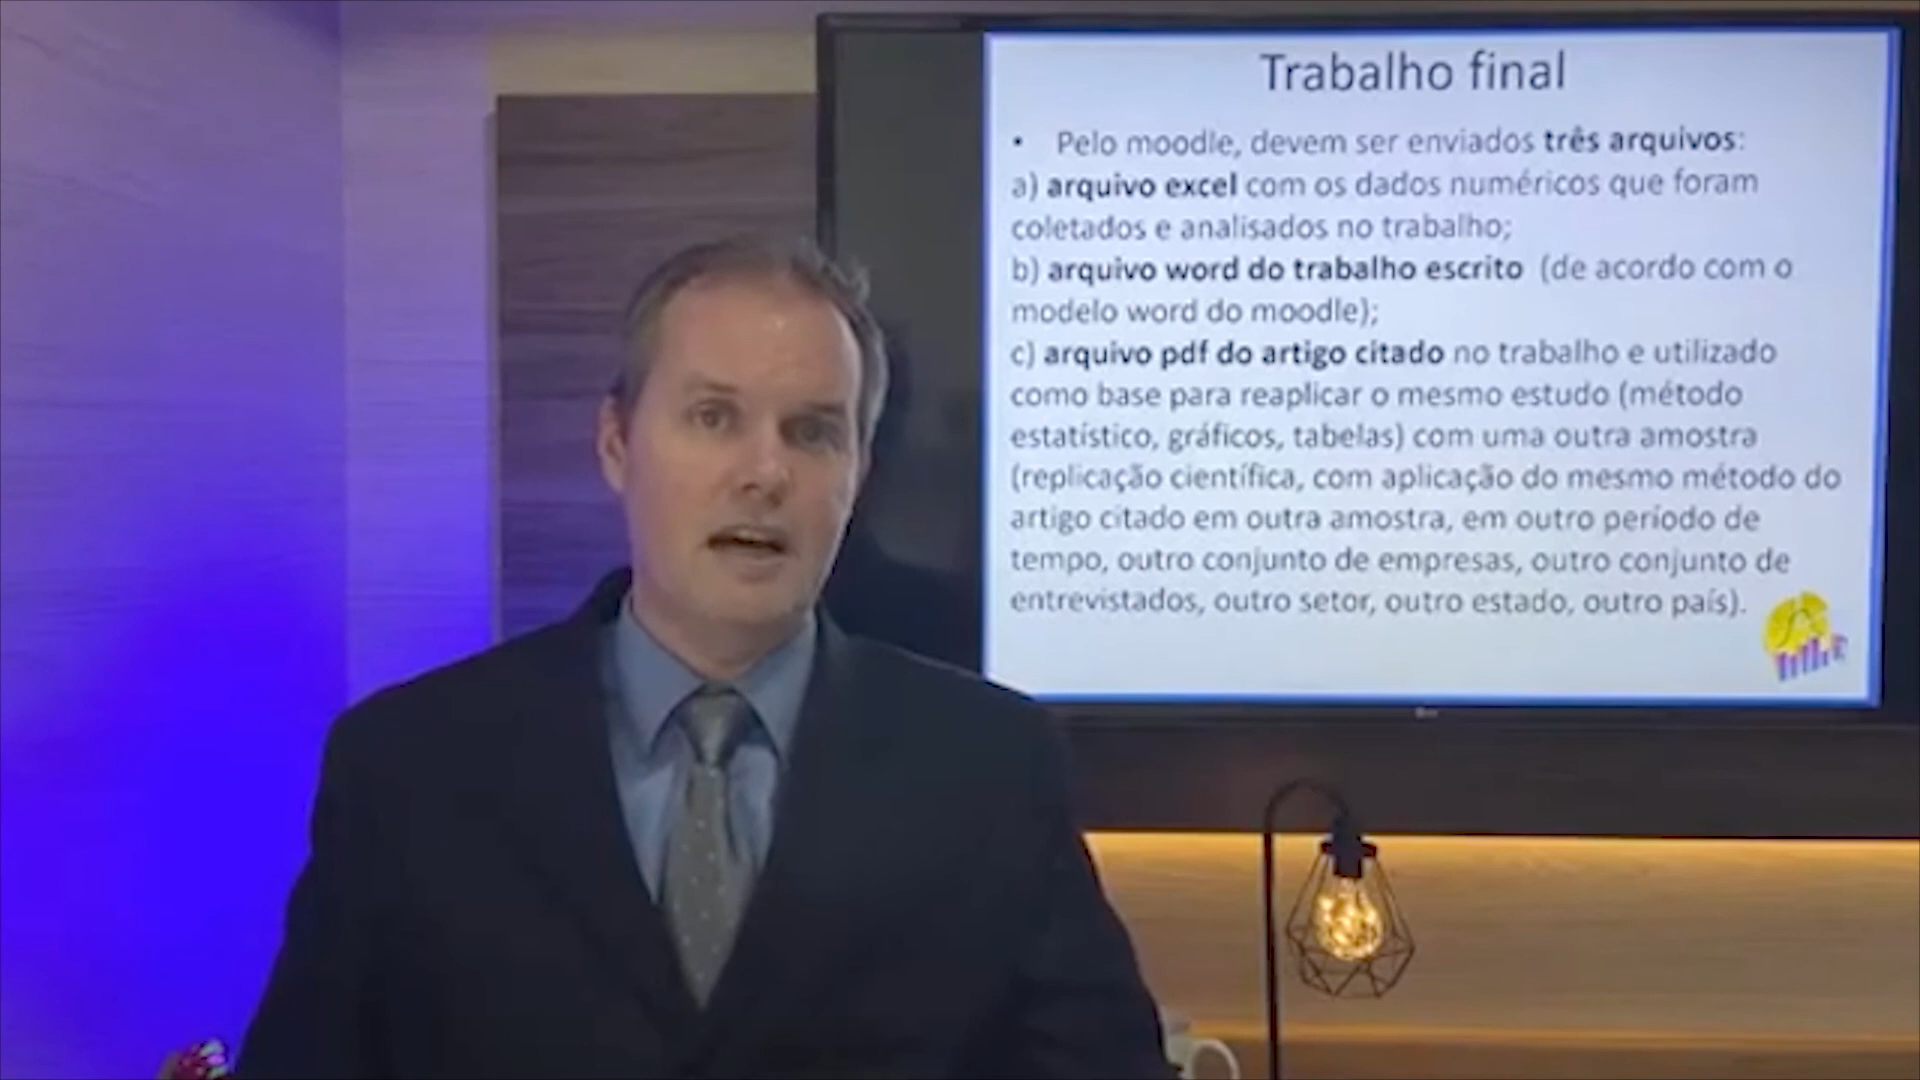 Trabalho final
• Pelo moodle, devem ser enviados três arquivos:
a) arquivo excel com os dados numéricos que foram
coletados e analisados no trabalho;
b) arquivo word do trabalho escrito (de acordo com o
modelo word do moodle);
c) arquivo pdf do artigo citado no trabalho e utilizado
como base para reaplicar o mesmo estudo (método
estatístico, gráficos, tabelas) com uma outra amostra
(replicação científica, com aplicação do mesmo método do
artigo citado em outra amostra, em outro período de
tempo, outro conjunto de empresas, outro conjunto de
entrevistados, outro setor, outro estado, outro país).